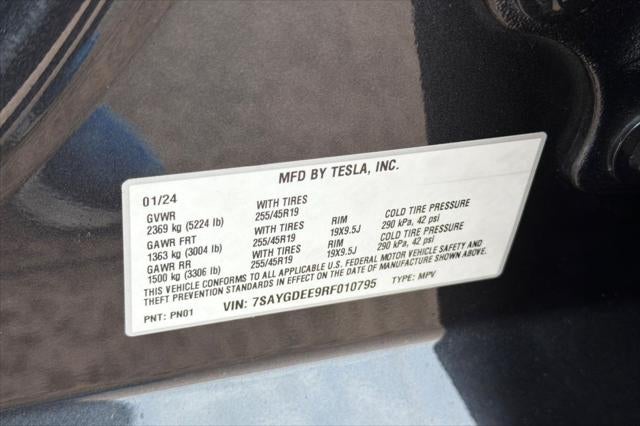 MFD BY TESLA, INC.
01/24
GVWR WITH TIRES RIM COLD TIRE PRESSURE
2369 kg (5224 lb) 255/45R19 19X9.5J 290 kPa, 42 psi
GAWR FRT WITH TIRES RIM COLD TIRE PRESSURE
1363 kg (3004 lb) 255/45R19 19X9.5J 290 kPa, 42 psi
GAWR RR WITH TIRES
1500 kg (3306 lb) 255/45R19
THIS VEHICLE CONFORMS TO ALL APPLICABLE U.S. FEDERAL MOTOR VEHICLE SAFETY AND
THEFT PREVENTION STANDARDS IN EFFECT ON THE DATE OF MANUFACTURE SHOWN ABOVE.
VIN: 7SAYGDEE9RF010795 TYPE: MPV
PNT: PN01